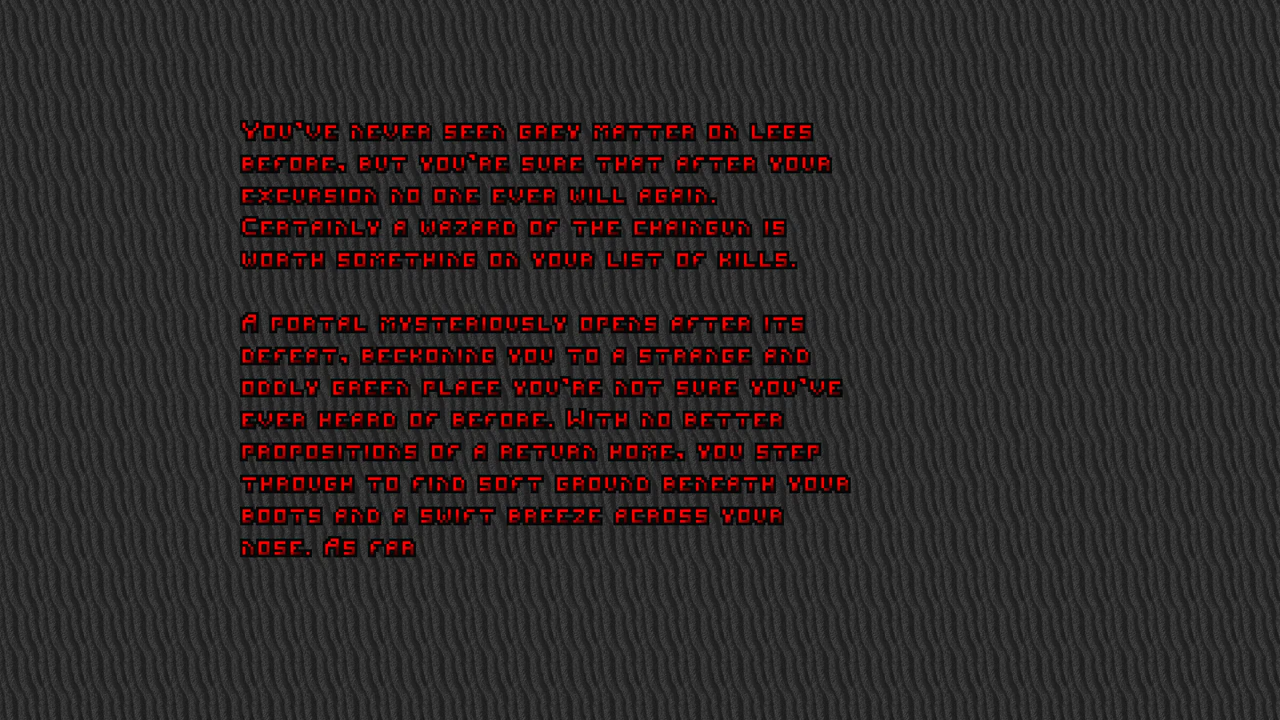 You've never seen grey matter on legs
before, but you're sure that after your
excursion no one ever will again.
Certainly a wazard of the chaingun is
worth something on your list of kills.

A portal mysteriously opens after its
defeat, beckoning you to a strange and
oddly green place you're not sure you've
ever heard of before. With no better
propositions of a return home, you step
through to find soft ground beneath your
boots and a swift breeze across your
nose. As far